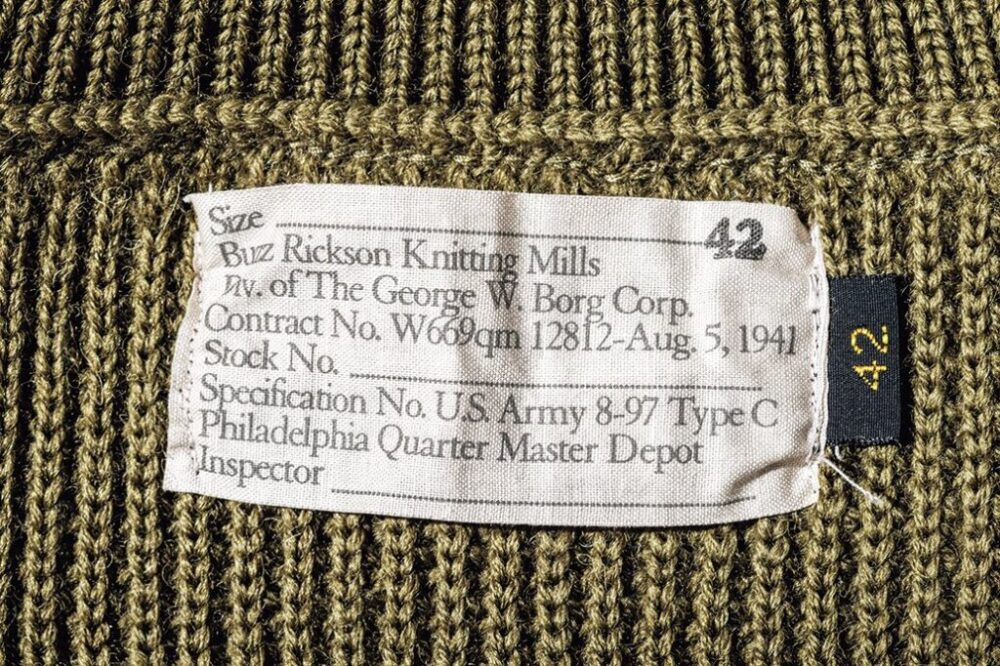 Size 42
Buzz Rickson Knitting Mills
Div. of The George W. Borg Corp.
Contract No. W669qm 12812-Aug. 5, 1941
Stock No.
Specification No. U.S. Army 8-97 Type C
Philadelphia Quarter Master Depot
Inspector
42